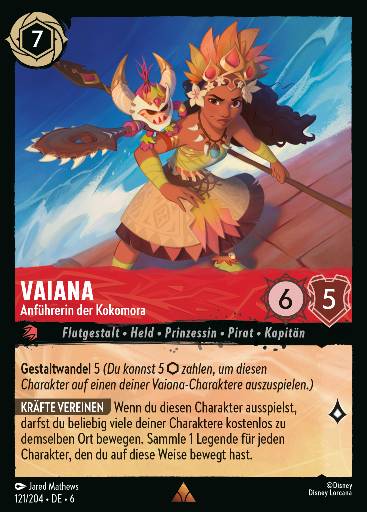 7
VAIANA
Anführerin der Kokomora
6
5
Flutgestalt • Held • Prinzessin • Pirat • Kapitän
Gestaltwandel 5 (Du kannst 5 ⬡ zahlen, um diesen
Charakter auf einen deiner Vaiana-Charaktere auszuspielen.)
KRÄFTE VEREINEN Wenn du diesen Charakter ausspielst,
darfst du beliebig viele deiner Charaktere kostenlos zu
demselben Ort bewegen. Sammle 1 Legende für jeden
Charakter, den du auf diese Weise bewegt hast.
Jared Mathews
121/204 • DE • 6
©Disney
Disney Lorcana